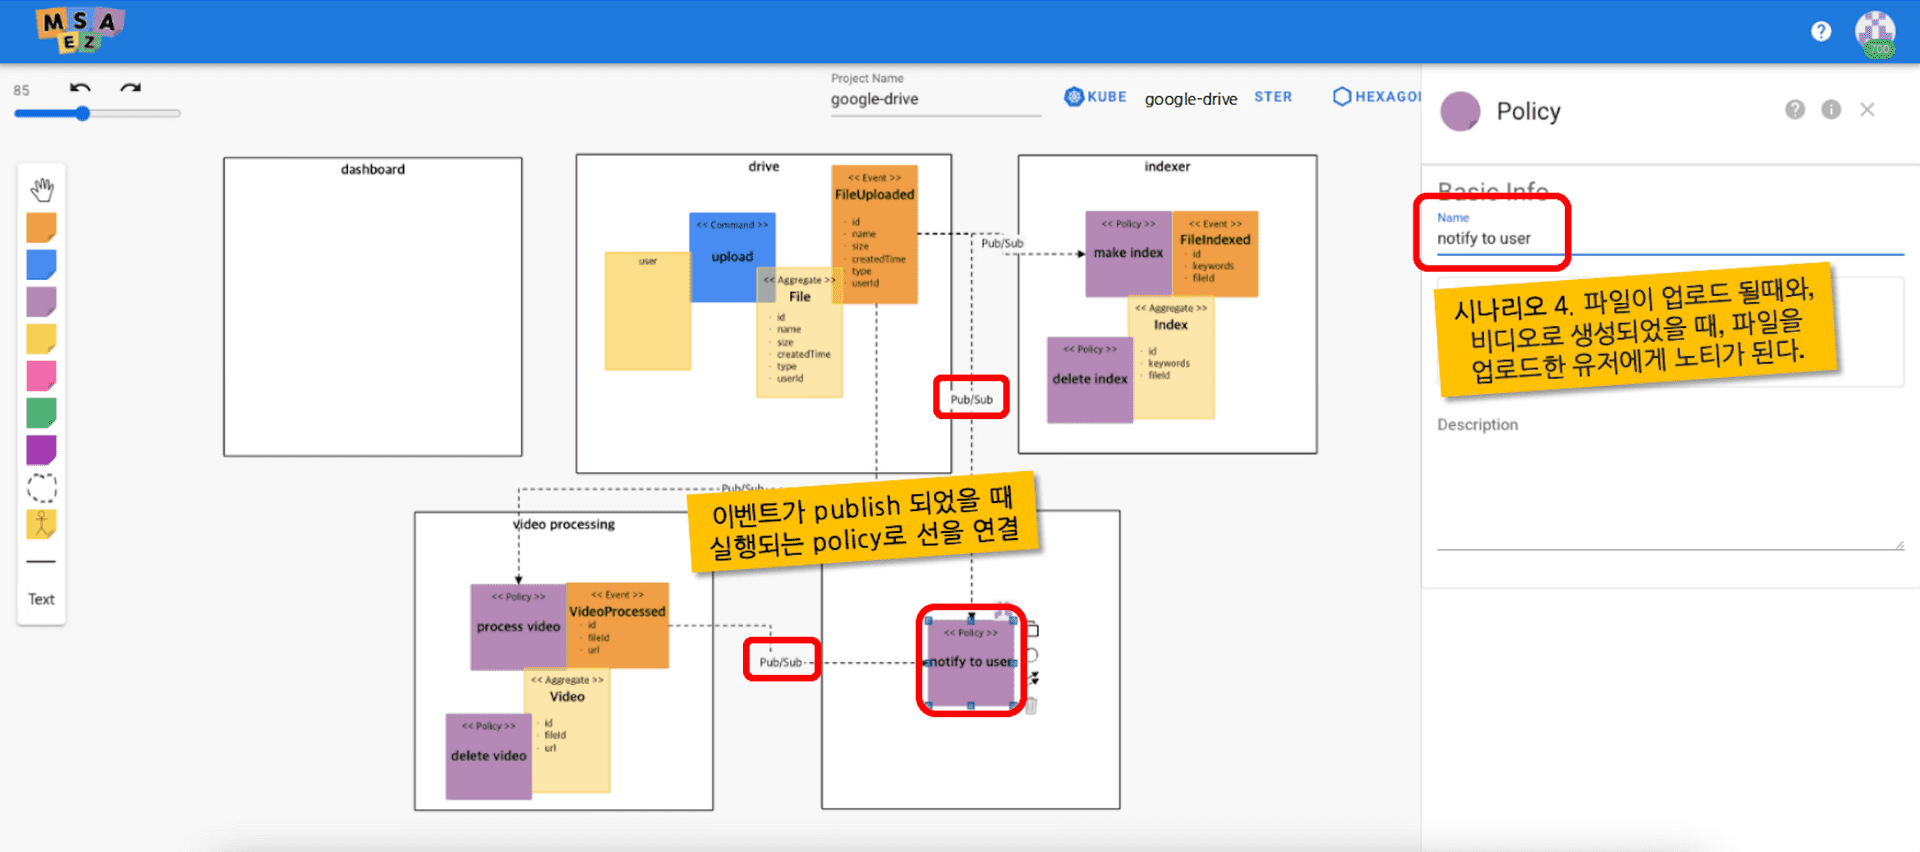 MSA
EZ
700
85
Project Name
google-drive
KUBE
google-drive
STER
HEXAGO
Policy
Basic Info
Name
notify to user
시나리오 4. 파일이 업로드 될때와,
비디오로 생성되었을 때, 파일을
업로드한 유저에게 노티가 된다.
Description
Text
dashboard
drive
<< Event >>
FileUploaded
· id
· name
· size
· createdTime
· type
· userId
<< Command >>
upload
user
<< Aggregate >>
File
· id
· name
· size
· createdTime
· type
· userId
Pub/Sub
Pub/Sub
indexer
<< Policy >>
make index
<< Event >>
FileIndexed
· id
· keywords
· fileId
<< Aggregate >>
Index
· id
· keywords
· fileId
<< Policy >>
delete index
Pub/Sub
이벤트가 publish 되었을 때
실행되는 policy로 선을 연결
video processing
<< Policy >>
process video
<< Event >>
VideoProcessed
· id
· fileId
· url
<< Aggregate >>
Video
· id
· fileId
· url
<< Policy >>
delete video
Pub/Sub
<< Policy >>
notify to user